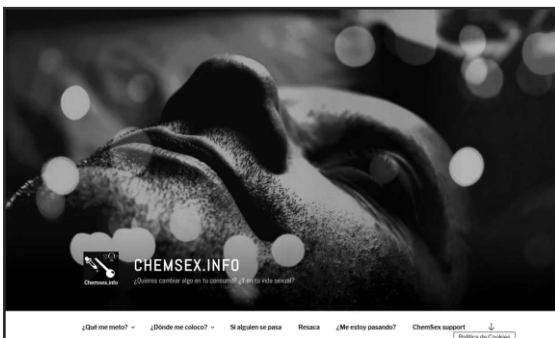 CHEMSEX.INFO
Chemsex.info
¿Quieres cambiar algo en tu consumo? ¿Y en tu vida sexual?
¿Qué me meto? ¿Dónde me coloco? Si alguien se pasa Resaca ¿Me estoy pasando? ChemSex support
Política de Cookies